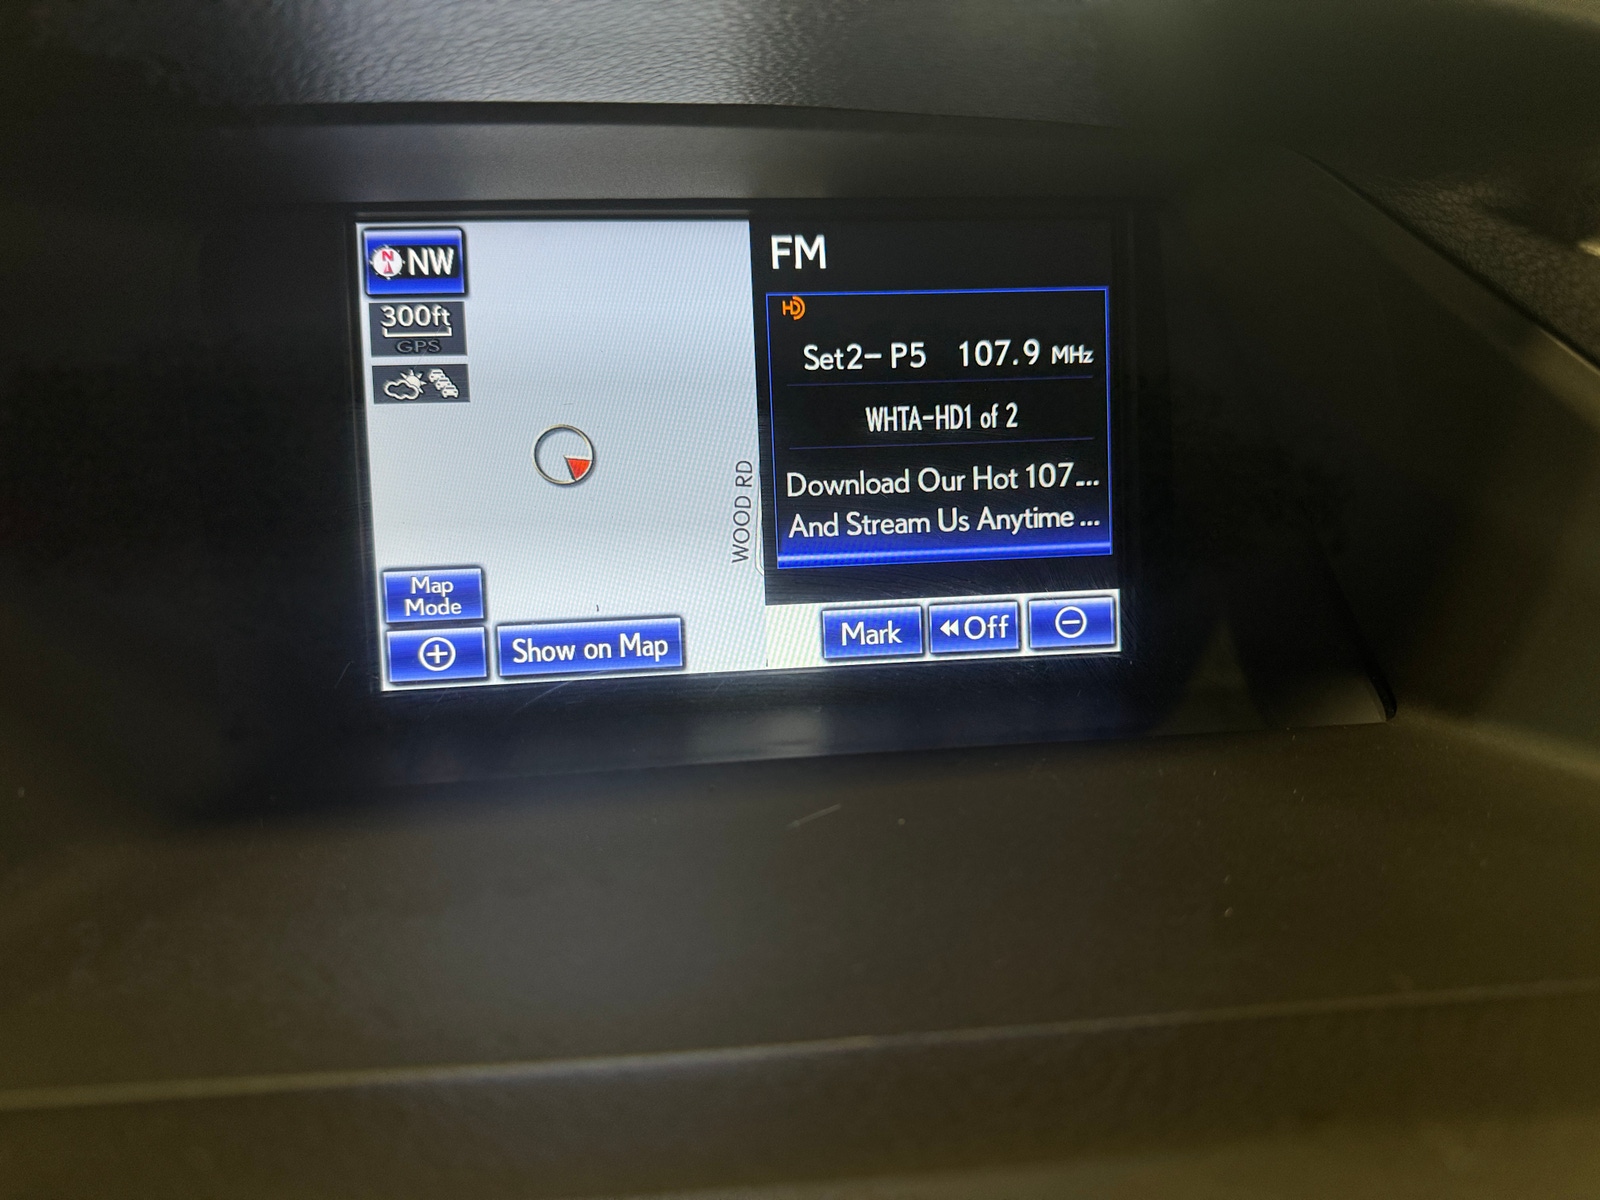 N NW
300ft
GPS
WOOD RD
Map
Mode
Show on Map
FM
HD
Set2- P5 107.9 MHz
WHTA-HD1 of 2
Download Our Hot 107...
And Stream Us Anytime ...
Mark
Off